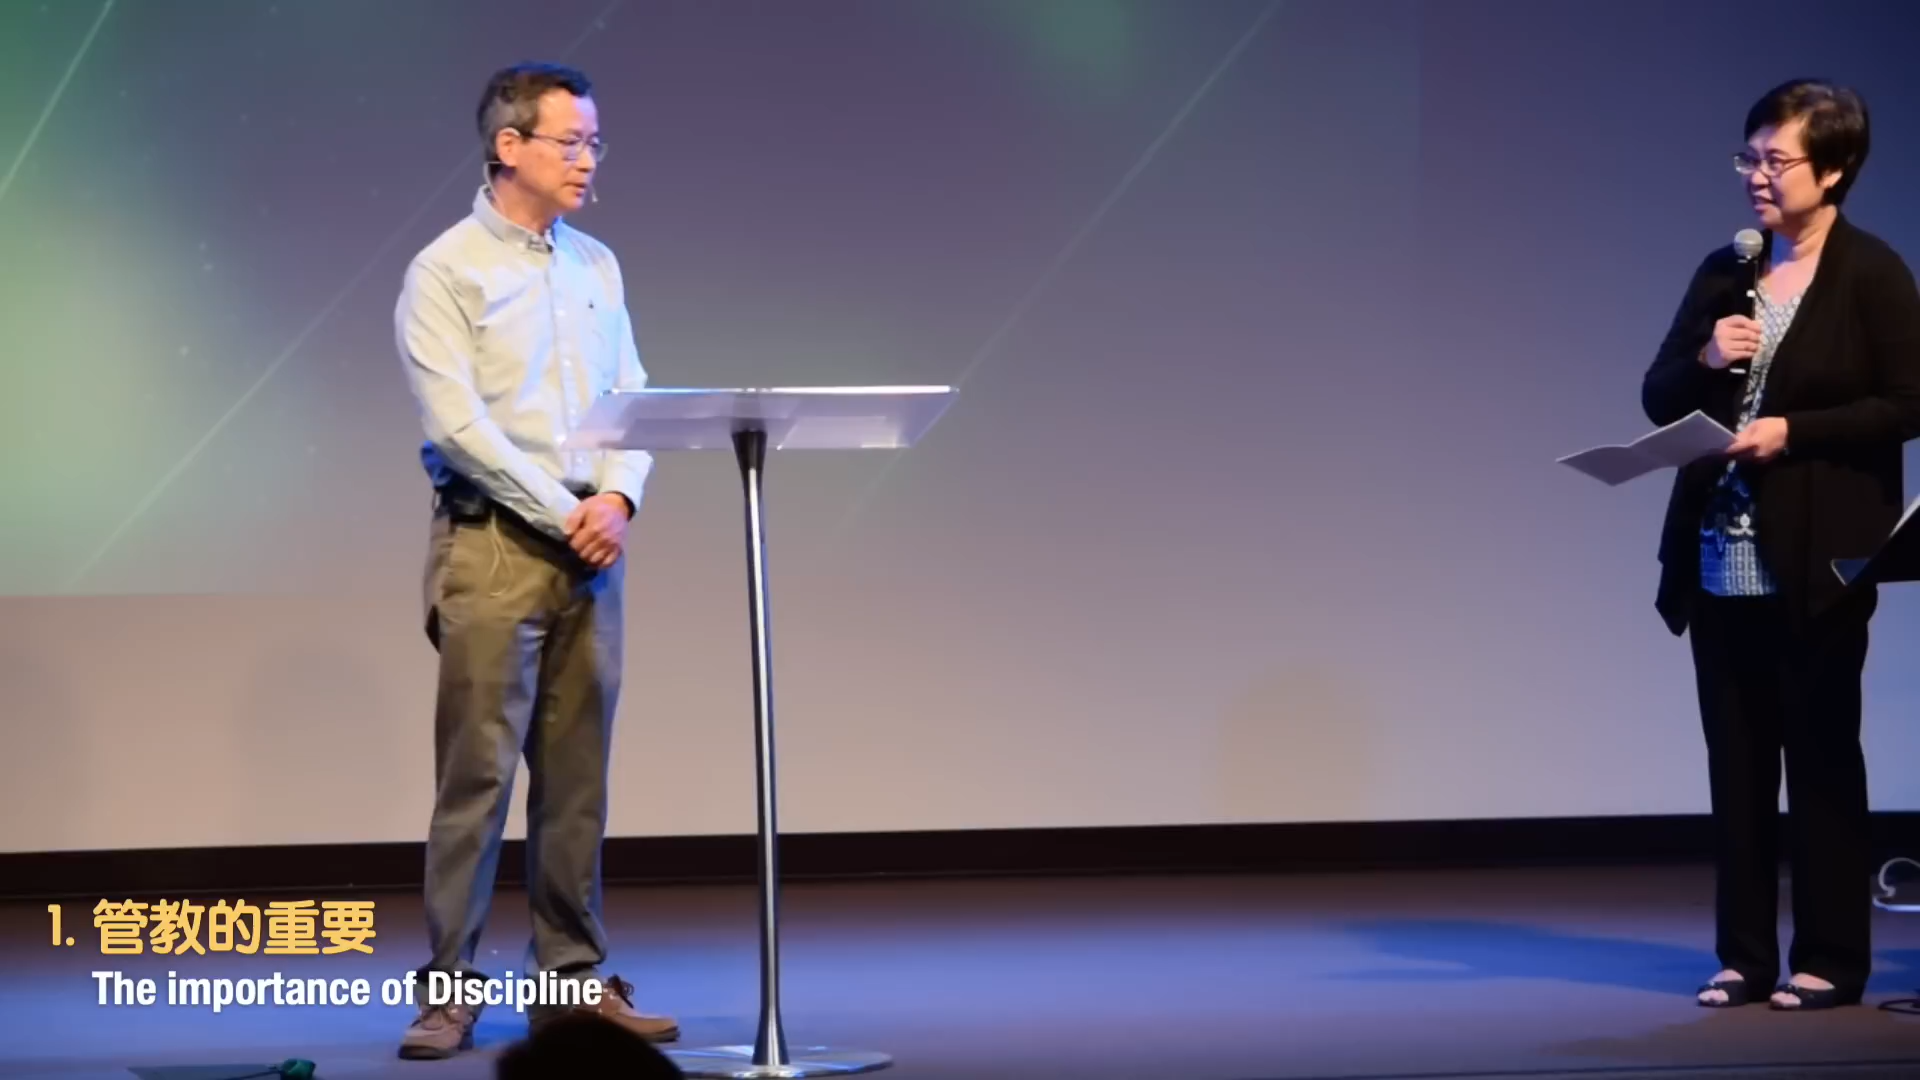 1. 管教的重要
The importance of Discipline